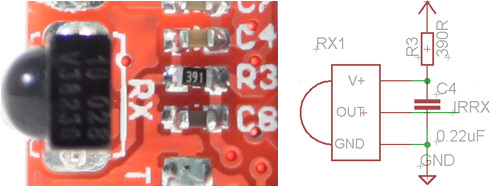 C4
R3
391
RX
C8
T
RX1
R3
390R
V+
C4
OUT
IRRX
GND
0.22uF
GND